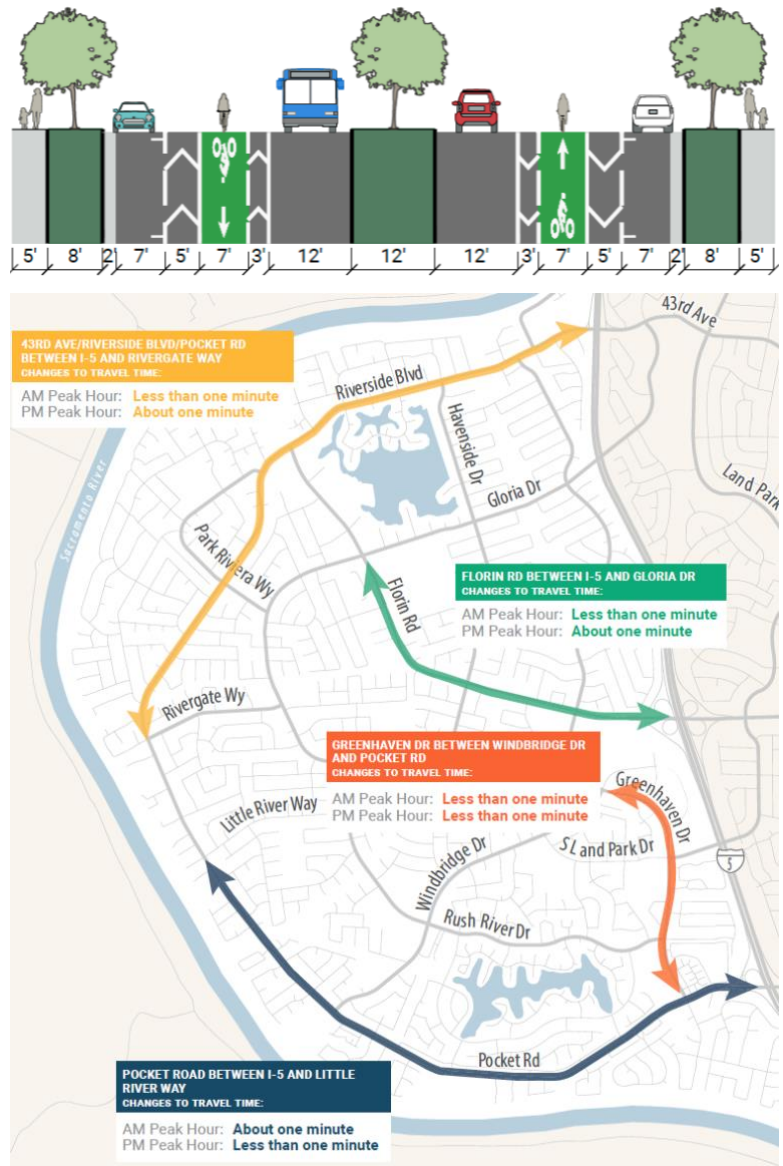 5' 8' 2' 7' 5' 7' 3' 12' 12' 12' 3' 7' 5' 7' 2' 8' 5'
43RD AVE/RIVERSIDE BLVD/POCKET RD
BETWEEN I-5 AND RIVERGATE WAY
CHANGES TO TRAVEL TIME:
AM Peak Hour: Less than one minute
PM Peak Hour: About one minute
43rd Ave
Riverside Blvd
Havenside Dr
Gloria Dr
Land Park
Sacramento River
Park Riviera Wy
Florin Rd
FLORIN RD BETWEEN I-5 AND GLORIA DR
CHANGES TO TRAVEL TIME:
AM Peak Hour: Less than one minute
PM Peak Hour: About one minute
Rivergate Wy
GREENHAVEN DR BETWEEN WINDBRIDGE DR
AND POCKET RD
CHANGES TO TRAVEL TIME:
AM Peak Hour: Less than one minute
PM Peak Hour: Less than one minute
Greenhaven Dr
Little River Way
Windbridge Dr
S Land Park Dr
5
Rush River Dr
Pocket Rd
POCKET ROAD BETWEEN I-5 AND LITTLE
RIVER WAY
CHANGES TO TRAVEL TIME:
AM Peak Hour: About one minute
PM Peak Hour: Less than one minute